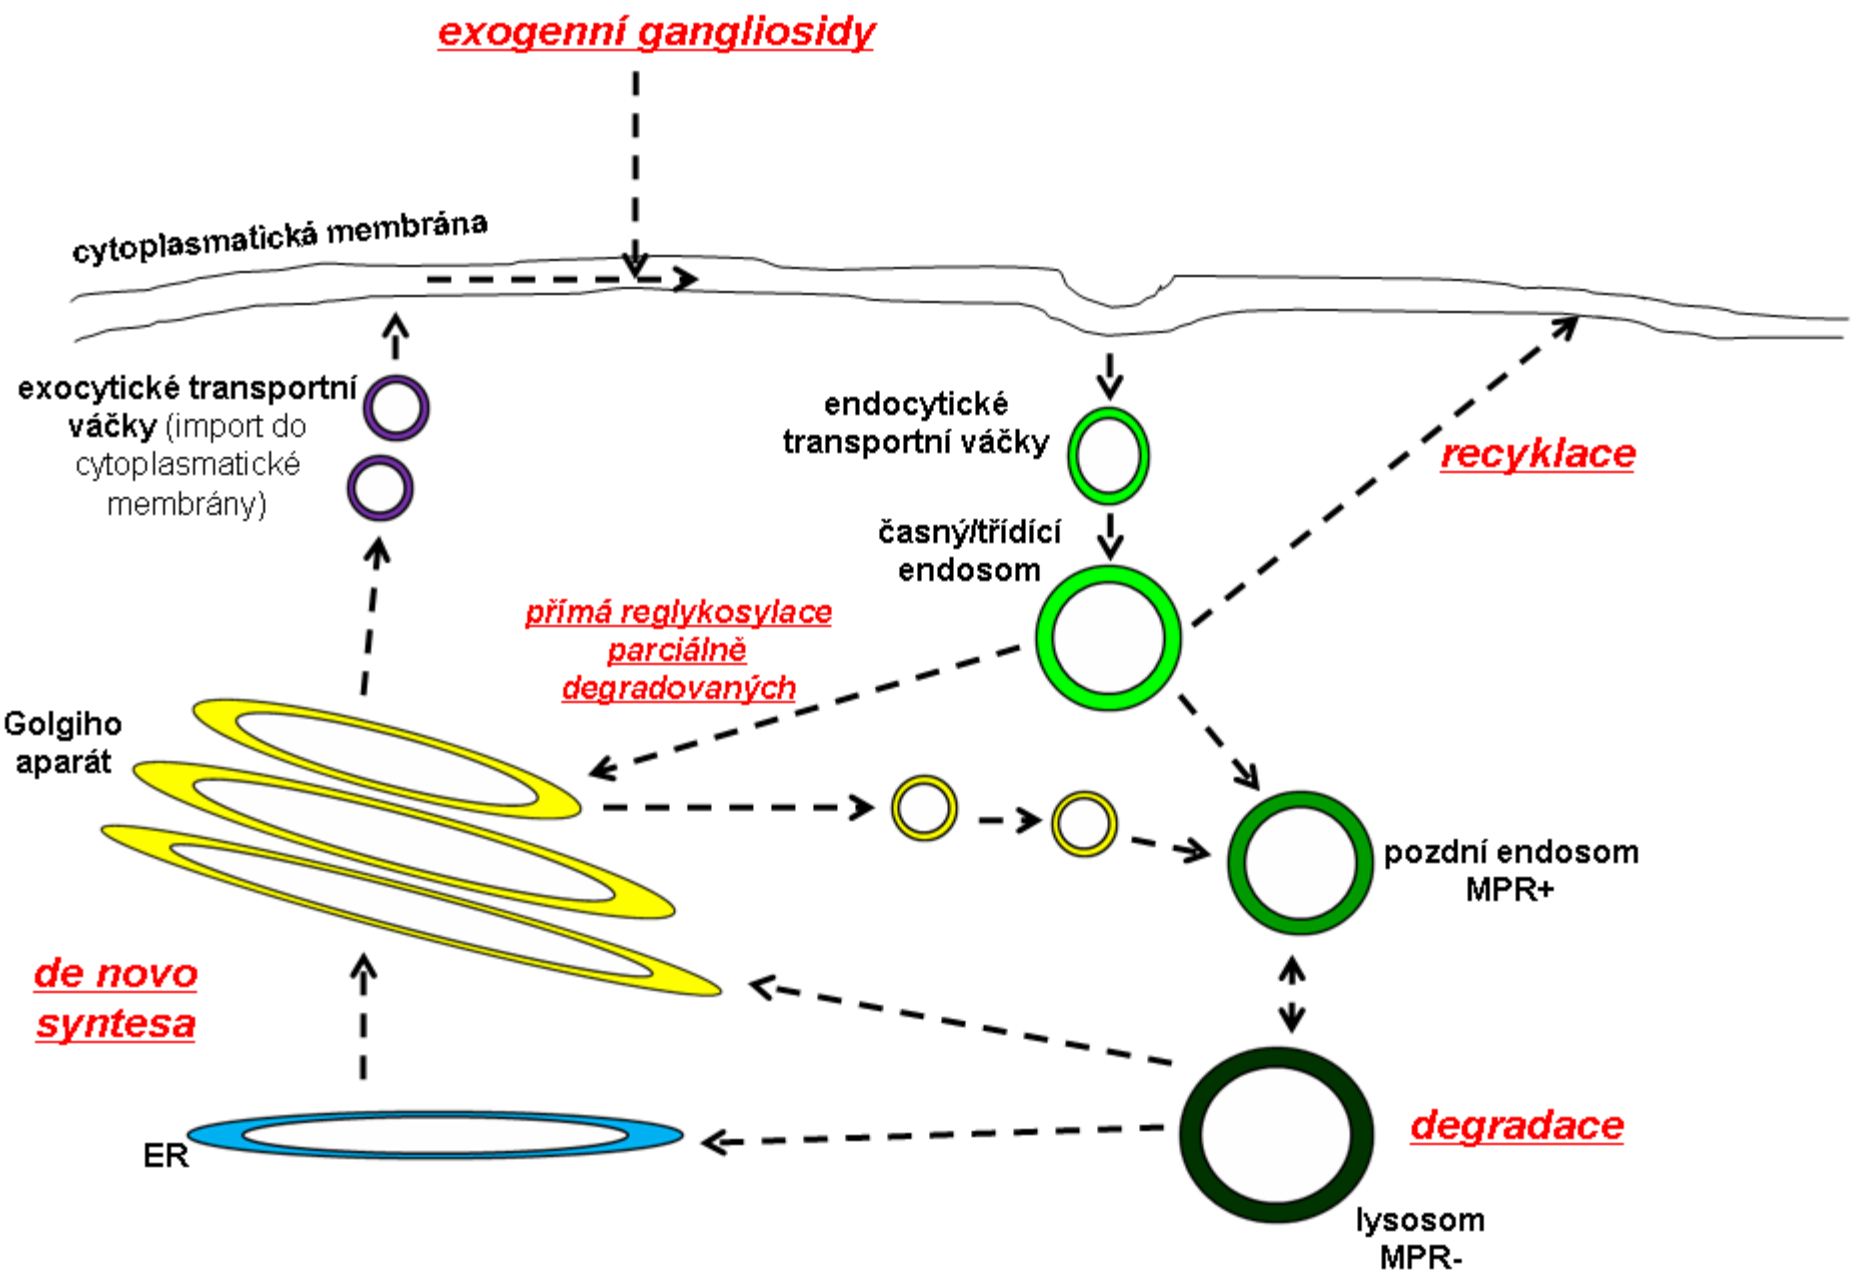 exogenní gangliosidy
cytoplasmatická membrána
exocytické transportní
váčky (import do
cytoplasmatické
membrány)
endocytické
transportní váčky
recyklace
časný/třídící
endosom
přímá reglykosylace
parciálně
degradovaných
Golgiho
aparát
pozdní endosom
MPR+
de novo
syntesa
degradace
ER
lysosom
MPR-